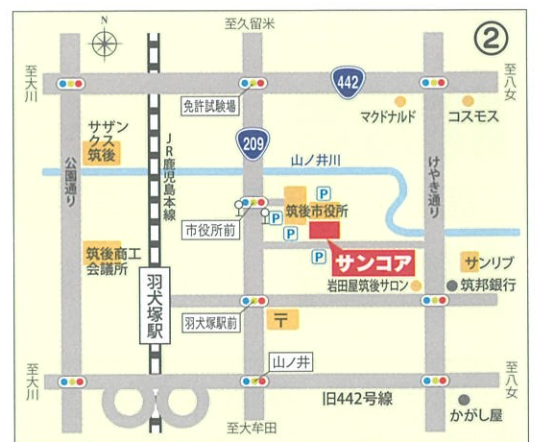 N
至久留米
②
至大川
442
至八女
免許試験場
マクドナルド
コスモス
サザン
クス
筑後
JR鹿児島本線
209
山ノ井川
公園通り
けやき通り
P
筑後市役所
P
P
市役所前
サンコア
P
筑後商工
会議所
サンリブ
羽犬塚駅
岩田屋筑後サロン
筑邦銀行
羽犬塚駅前
〒
山ノ井
至大川
至八女
旧442号線
かがし屋
至大牟田